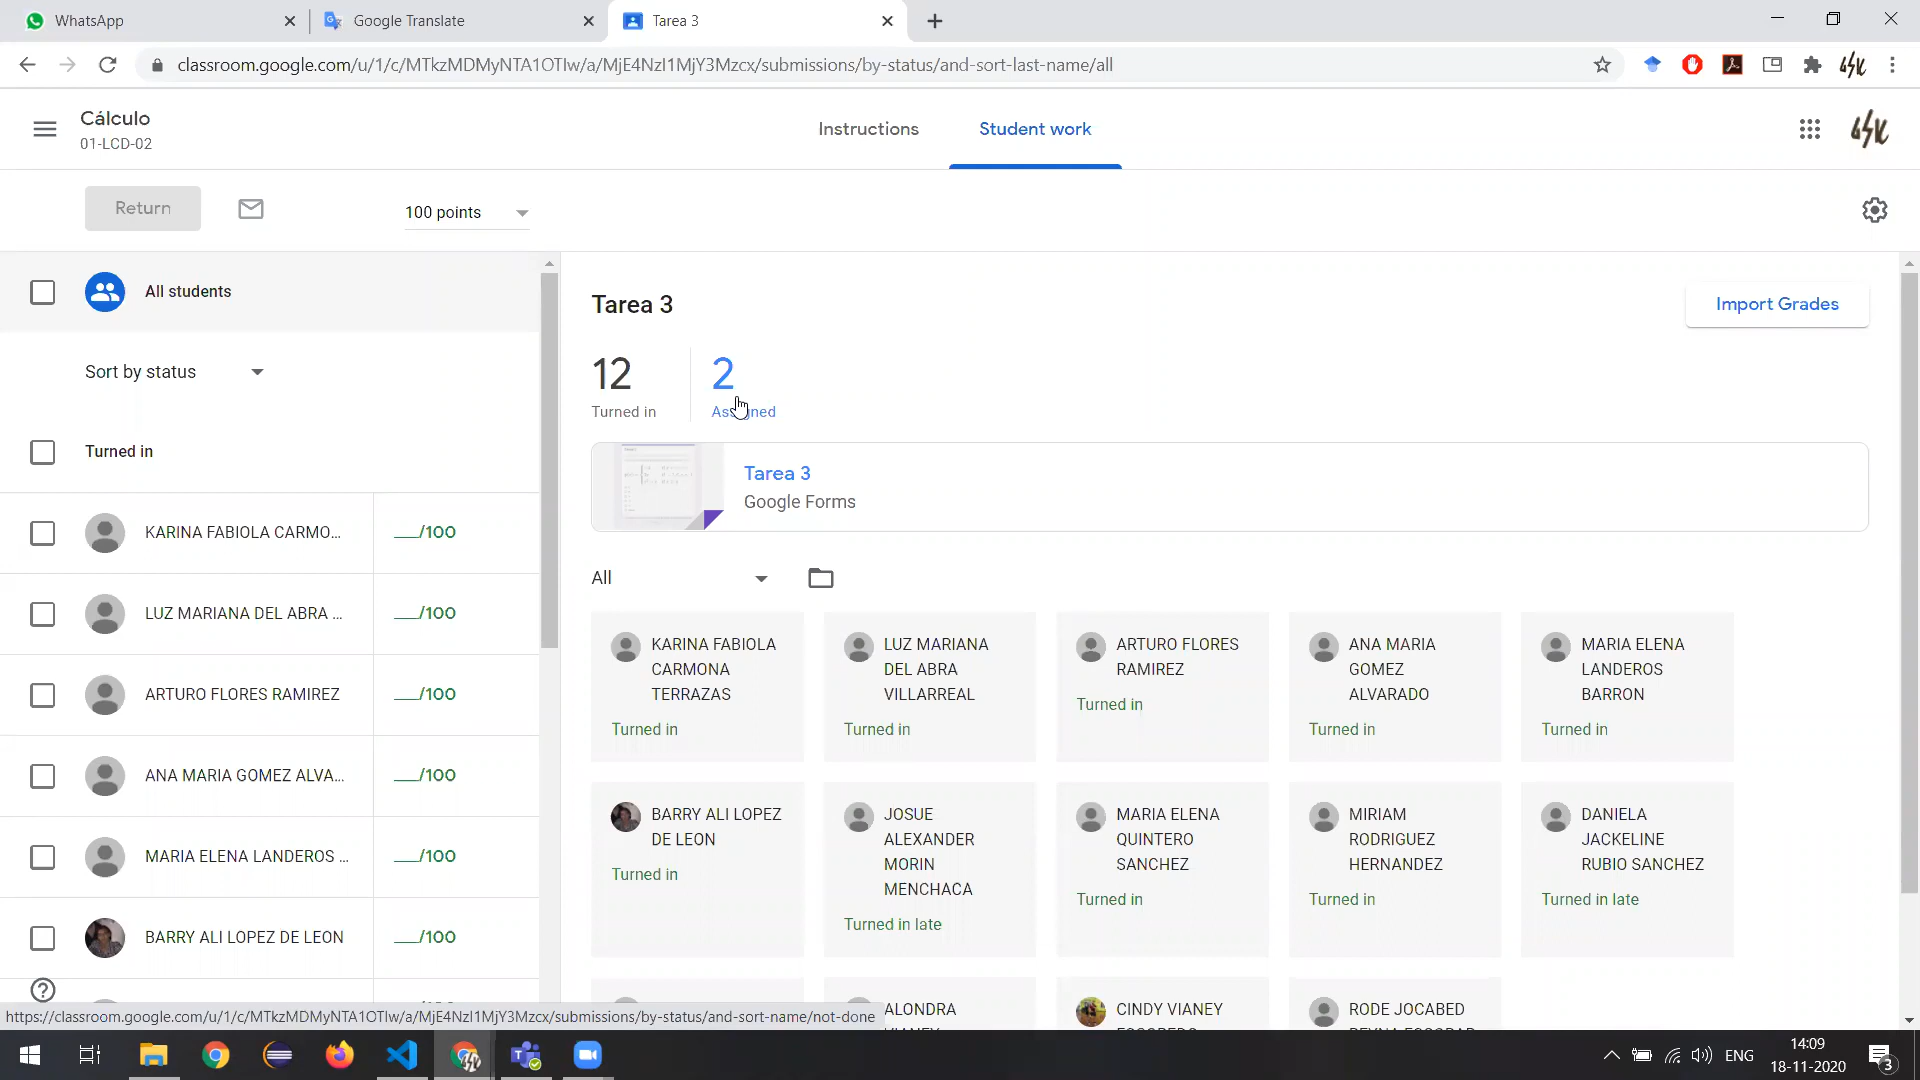 WhatsApp
Google Translate
Tarea 3
classroom.google.com/u/1/c/MTkzMDMyNTA1OTIw/a/MjE4NzI1MjY3Mzcx/submissions/by-status/and-sort-last-name/all
Cálculo
01-LCD-02
Instructions
Student work
Return
100 points
All students
Sort by status
Turned in
KARINA FABIOLA CARMO...
/100
LUZ MARIANA DEL ABRA ...
/100
ARTURO FLORES RAMIREZ
/100
ANA MARIA GOMEZ ALVA...
/100
MARIA ELENA LANDEROS ...
/100
BARRY ALI LOPEZ DE LEON
/100
Tarea 3
Import Grades
12
Turned in
2
Assigned
Tarea 3
Google Forms
All
KARINA FABIOLA
CARMONA
TERRAZAS
Turned in
LUZ MARIANA
DEL ABRA
VILLARREAL
Turned in
ARTURO FLORES
RAMIREZ
Turned in
ANA MARIA
GOMEZ
ALVARADO
Turned in
MARIA ELENA
LANDEROS
BARRON
Turned in
BARRY ALI LOPEZ
DE LEON
Turned in
JOSUE
ALEXANDER
MORIN
MENCHACA
Turned in late
MARIA ELENA
QUINTERO
SANCHEZ
Turned in
MIRIAM
RODRIGUEZ
HERNANDEZ
Turned in
DANIELA
JACKELINE
RUBIO SANCHEZ
Turned in late
ALONDRA
CINDY VIANEY
RODE JOCABED
https://classroom.google.com/u/1/c/MTkzMDMyNTA1OTIw/a/MjE4NzI1MjY3Mzcx/submissions/by-status/and-sort-name/not-done
ENG
14:09
18-11-2020
3